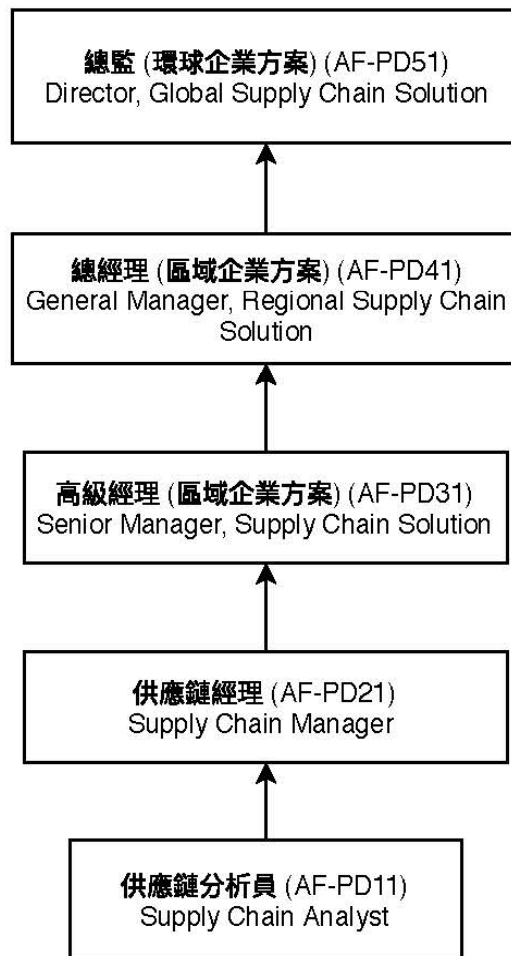 總監 (環球企業方案) (AF-PD51)
Director, Global Supply Chain Solution
總經理 (區域企業方案) (AF-PD41)
General Manager, Regional Supply Chain
Solution
高級經理 (區域企業方案) (AF-PD31)
Senior Manager, Supply Chain Solution
供應鏈經理 (AF-PD21)
Supply Chain Manager
供應鏈分析員 (AF-PD11)
Supply Chain Analyst